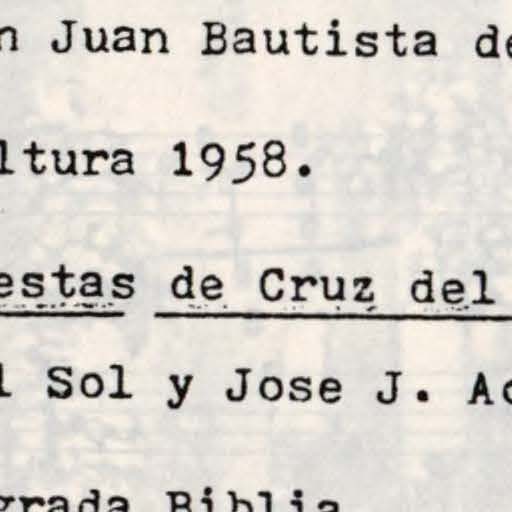 n Juan Bautista de
ltura 1958.
estas de Cruz del
l Sol y Jose J. Ac
grada Biblia